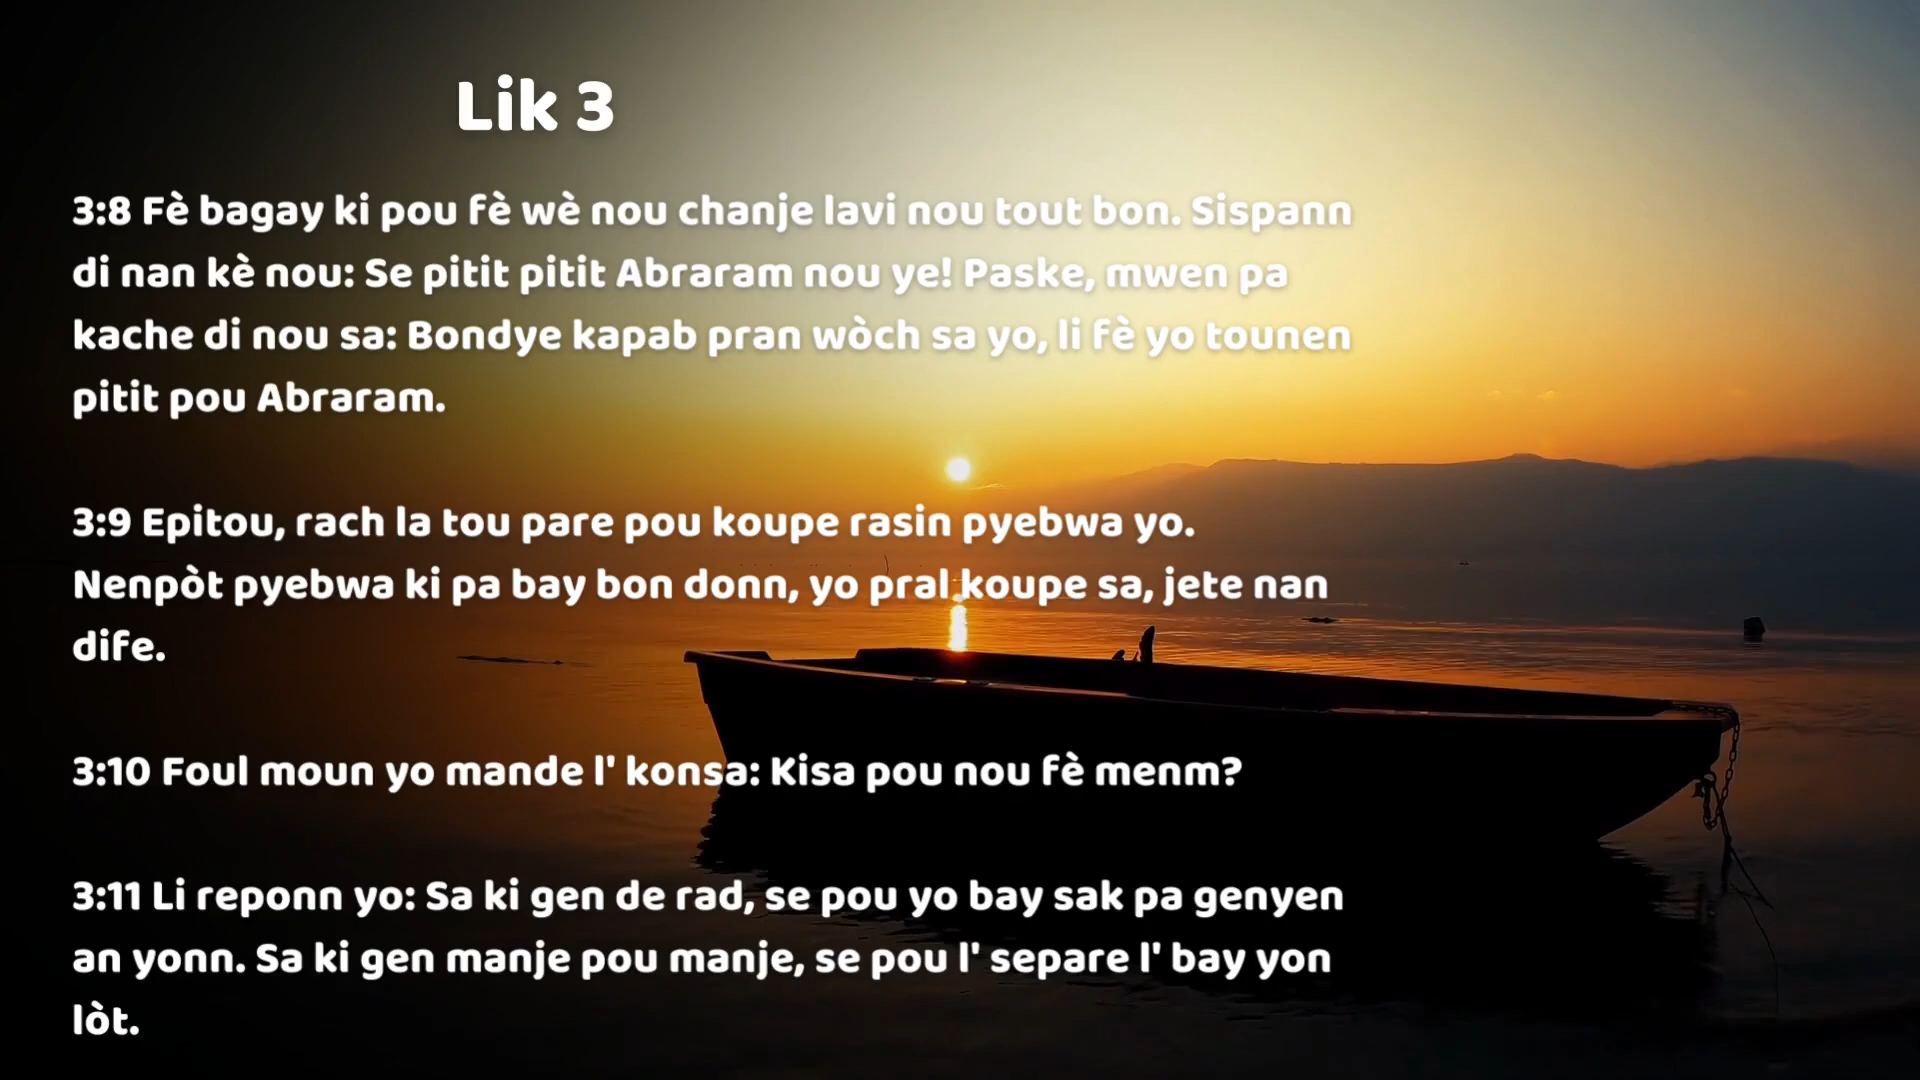 Lik 3
3:8 Fè bagay ki pou fè wè nou chanje lavi nou tout bon. Sispann
di nan kè nou: Se pitit pitit Abraram nou ye! Paske, mwen pa
kache di nou sa: Bondye kapab pran wòch sa yo, li fè yo tounen
pitit pou Abraram.
3:9 Epitou, rach la tou pare pou koupe rasin pyebwa yo.
Nenpòt pyebwa ki pa bay bon donn, yo pral koupe sa, jete nan
dife.
3:10 Foul moun yo mande l' konsa: Kisa pou nou fè menm?
3:11 Li reponn yo: Sa ki gen de rad, se pou yo bay sak pa genyen
an yonn. Sa ki gen manje pou manje, se pou l' separe l' bay yon
lòt.